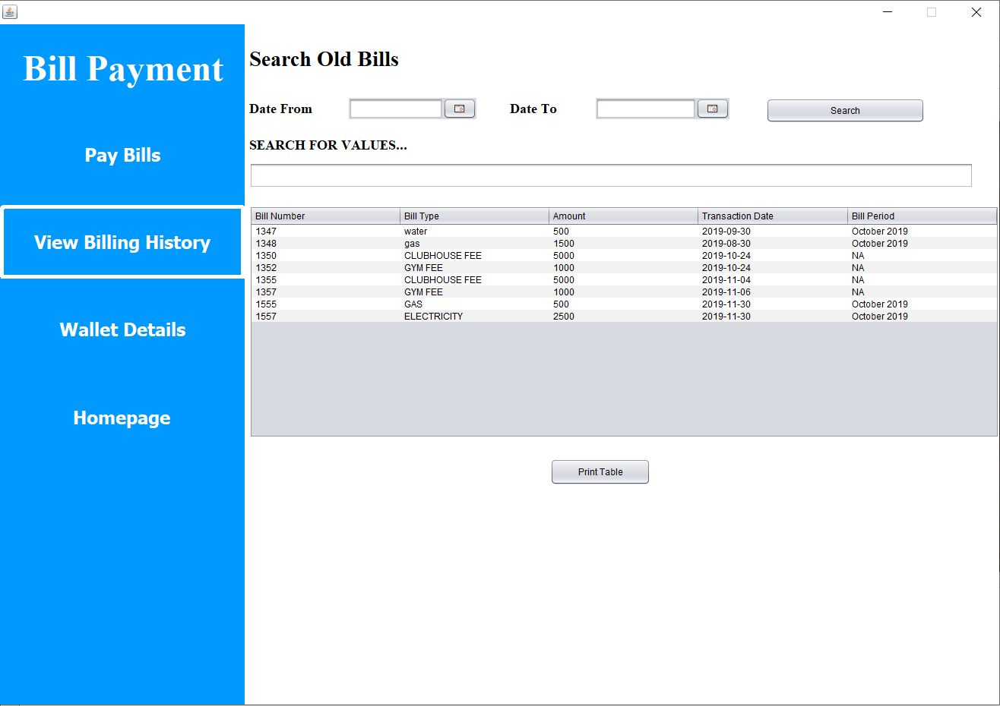 Bill Payment
Pay Bills
View Billing History
Wallet Details
Homepage
Search Old Bills
Date From Date To Search
SEARCH FOR VALUES...
Bill Number Bill Type Amount Transaction Date Bill Period
1347 water 500 2019-09-30 October 2019
1348 gas 1500 2019-08-30 October 2019
1350 CLUBHOUSE FEE 5000 2019-10-24 NA
1352 GYM FEE 1000 2019-10-24 NA
1355 CLUBHOUSE FEE 5000 2019-11-04 NA
1357 GYM FEE 1000 2019-11-06 NA
1555 GAS 500 2019-11-30 October 2019
1557 ELECTRICITY 2500 2019-11-30 October 2019
Print Table